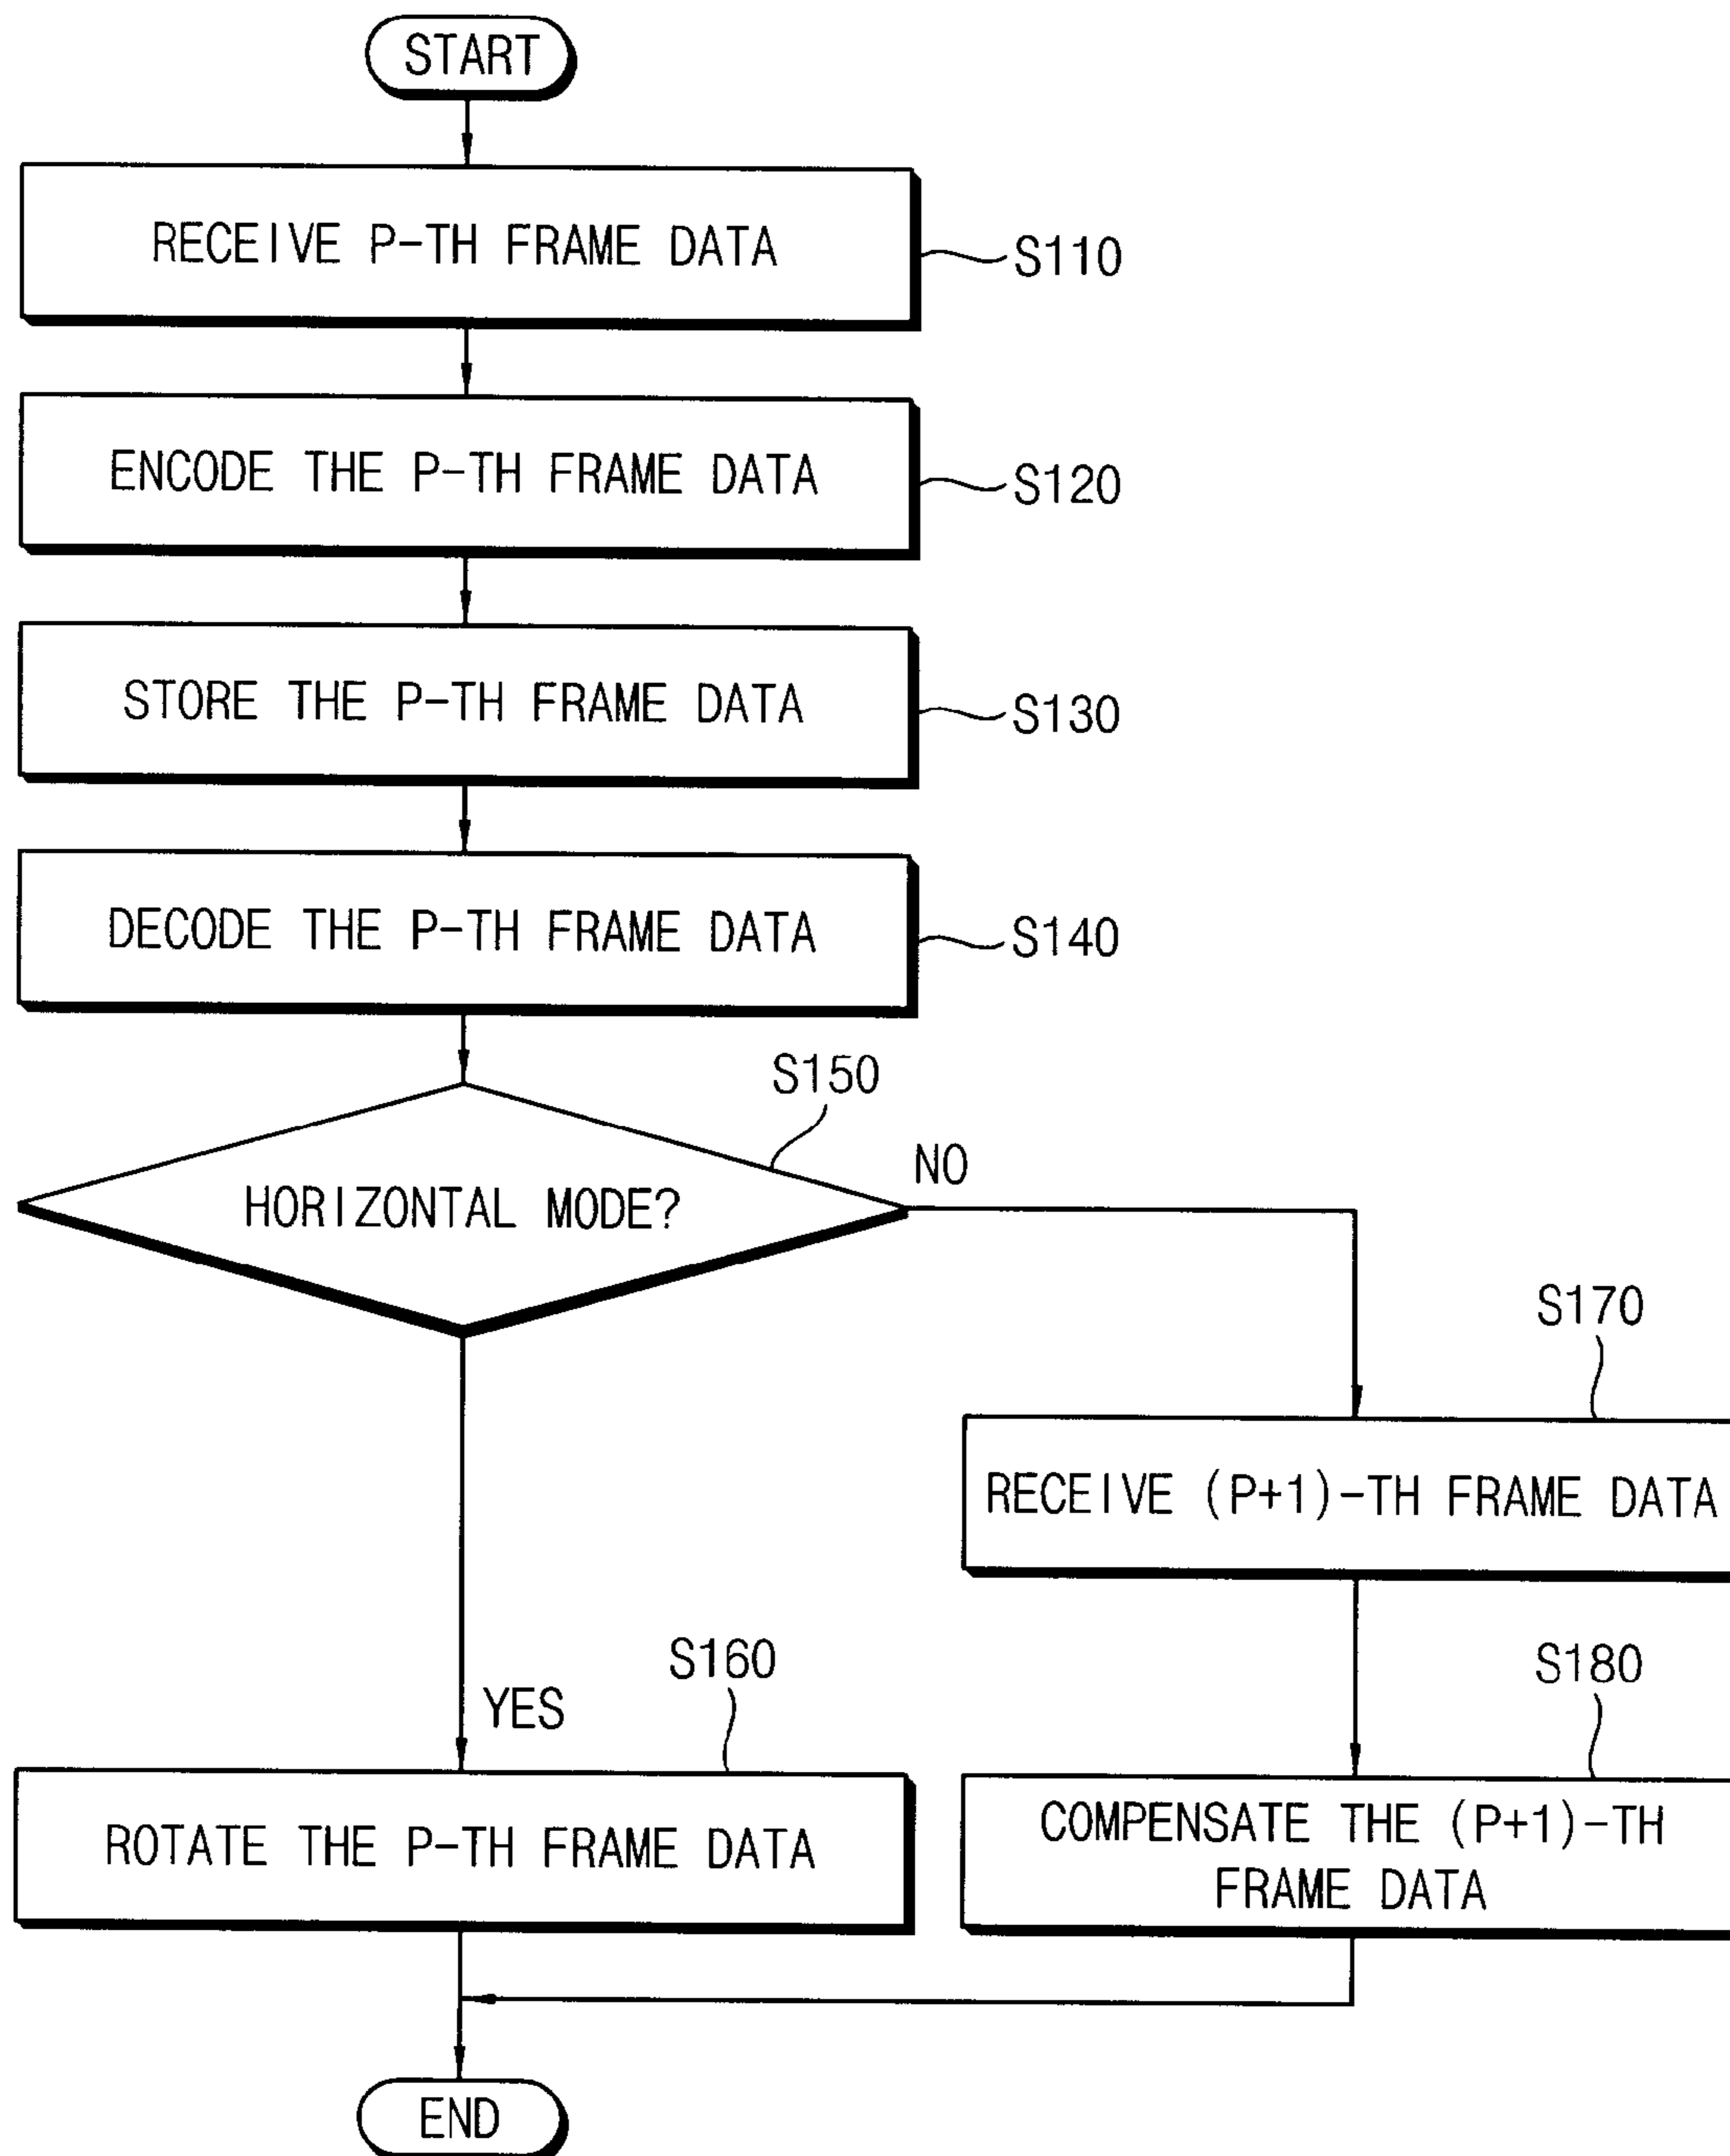 START
RECEIVE P-TH FRAME DATA
S110
ENCODE THE P-TH FRAME DATA
S120
STORE THE P-TH FRAME DATA
S130
DECODE THE P-TH FRAME DATA
S140
S150
HORIZONTAL MODE?
NO
S170
RECEIVE (P+1)-TH FRAME DATA
YES
S160
ROTATE THE P-TH FRAME DATA
S180
COMPENSATE THE (P+1)-TH
FRAME DATA
END